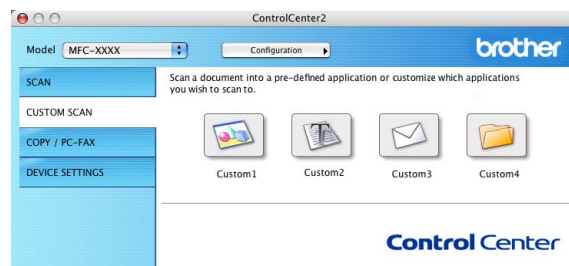 ControlCenter2
Model MFC-XXXX Configuration brother
SCAN
CUSTOM SCAN
COPY / PC-FAX
DEVICE SETTINGS
Scan a document into a pre-defined application or customize which applications
you wish to scan to.
Custom1 Custom2 Custom3 Custom4
Control Center